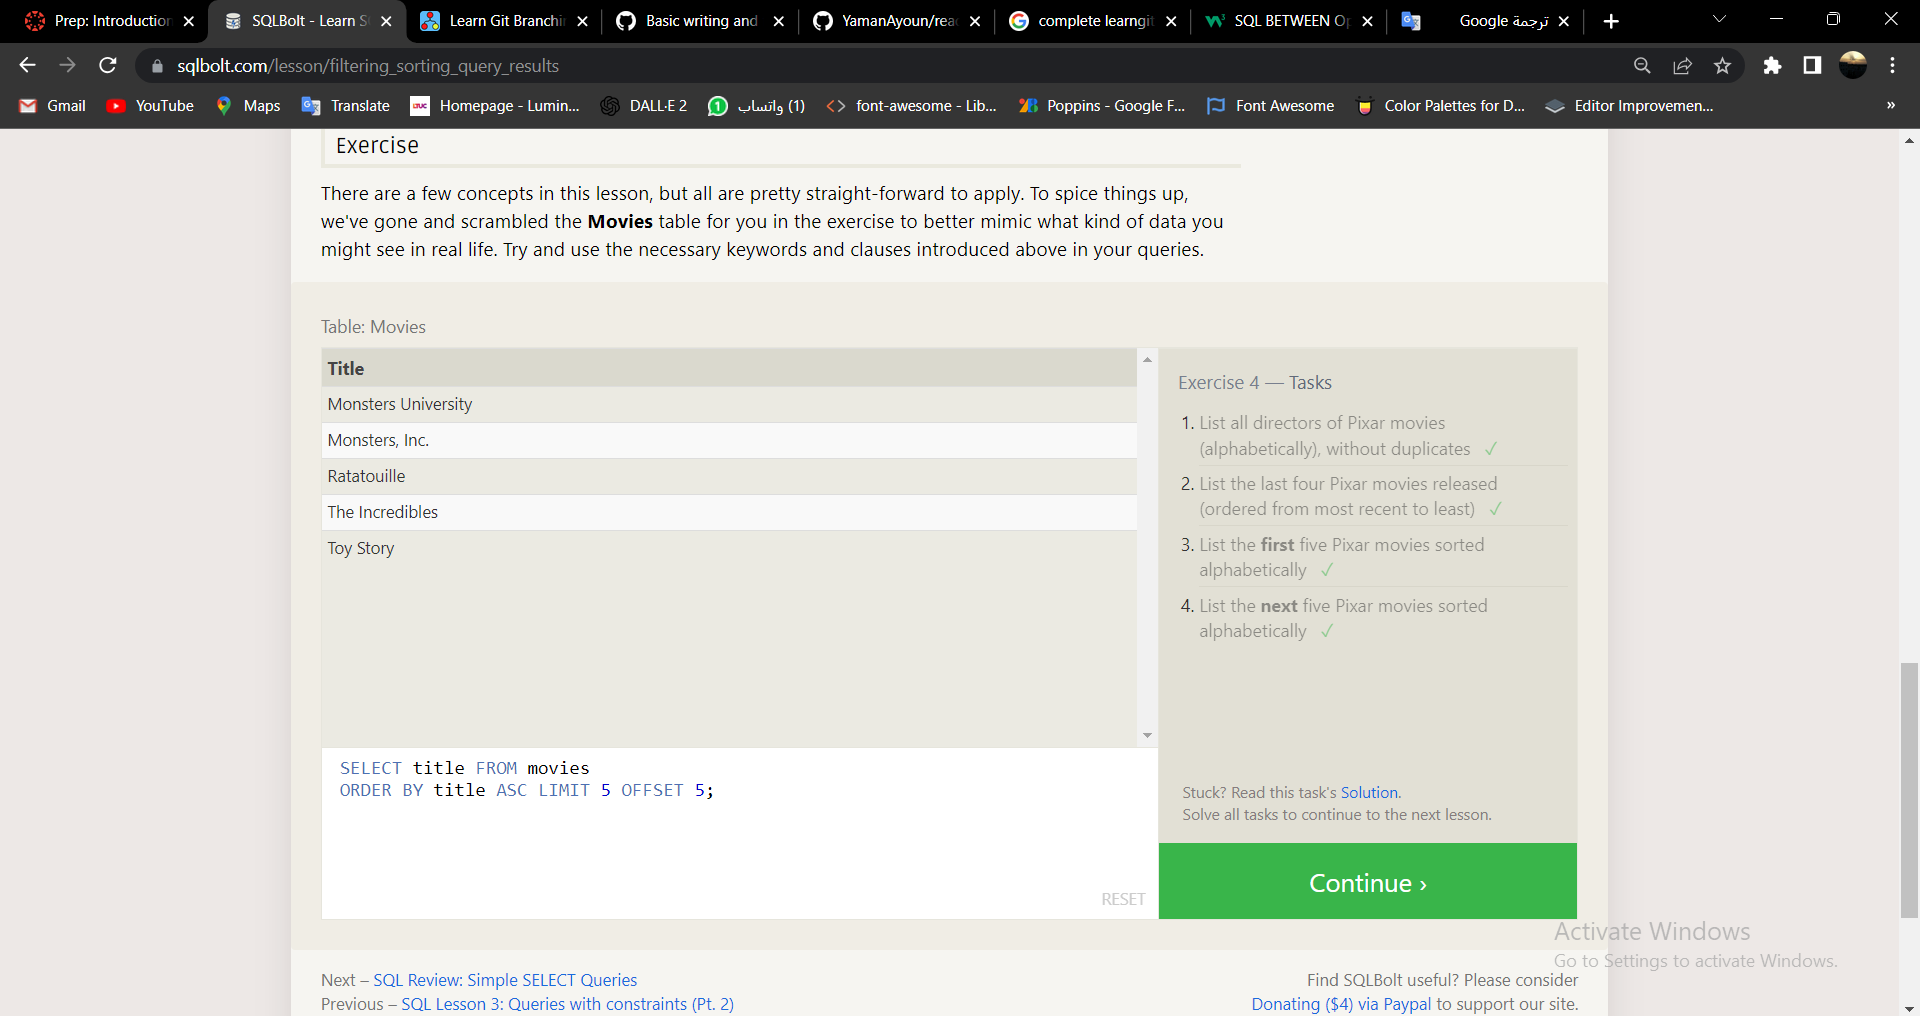 Prep: Introduction
SQLBolt - Learn S
Learn Git Branchi
Basic writing and
YamanAyoun/rea
complete learngit
SQL BETWEEN O
ترجمة Google
sqlbolt.com/lesson/filtering_sorting_query_results
Gmail
YouTube
Maps
Translate
LTUC
Homepage - Lumin...
DALL·E 2
1
(1) واتساب
font-awesome - Lib...
Poppins - Google F...
Font Awesome
Color Palettes for D...
Editor Improvemen...
»
Exercise
There are a few concepts in this lesson, but all are pretty straight-forward to apply. To spice things up,
we've gone and scrambled the Movies table for you in the exercise to better mimic what kind of data you
might see in real life. Try and use the necessary keywords and clauses introduced above in your queries.
Table: Movies
Title
Monsters University
Monsters, Inc.
Ratatouille
The Incredibles
Toy Story
SELECT title FROM movies
ORDER BY title ASC LIMIT 5 OFFSET 5;
RESET
Exercise 4 — Tasks
1. List all directors of Pixar movies
(alphabetically), without duplicates ✓
2. List the last four Pixar movies released
(ordered from most recent to least) ✓
3. List the first five Pixar movies sorted
alphabetically ✓
4. List the next five Pixar movies sorted
alphabetically ✓
Stuck? Read this task's Solution.
Solve all tasks to continue to the next lesson.
Continue ›
Activate Windows
Go to Settings to activate Windows.
Next – SQL Review: Simple SELECT Queries
Previous – SQL Lesson 3: Queries with constraints (Pt. 2)
Find SQLBolt useful? Please consider
Donating ($4) via Paypal to support our site.